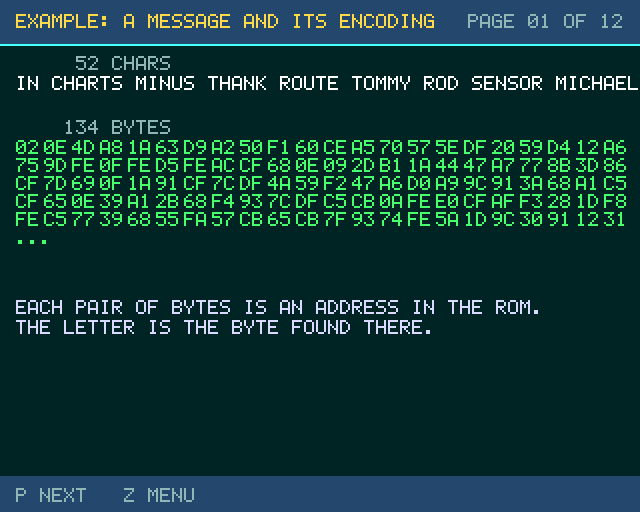 EXAMPLE: A MESSAGE AND ITS ENCODING PAGE 01 OF 12
52 CHARS
IN CHARTS MINUS THANK ROUTE TOMMY ROD SENSOR MICHAEL
134 BYTES
02 0E 4D A8 1A 63 D9 A2 50 F1 60 CE A5 70 57 5E DF 20 59 D4 12 A6
75 9D FE 0F FE D5 FE AC CF 68 0E 09 2D B1 1A 44 47 A7 77 8B 3D 86
CF 7D 69 0F 1A 91 CF 7C DF 4A 59 F2 47 A6 D0 A9 9C 91 3A 68 A1 C5
CF 65 0E 39 A1 2B 68 F4 93 7C DF C5 CB 0A FE E0 CF AF F3 28 1D F8
FE C5 77 39 68 55 FA 57 CB 65 CB 7F 93 74 FE 5A 1D 9C 30 91 12 31
...
EACH PAIR OF BYTES IS AN ADDRESS IN THE ROM.
THE LETTER IS THE BYTE FOUND THERE.
P NEXT Z MENU